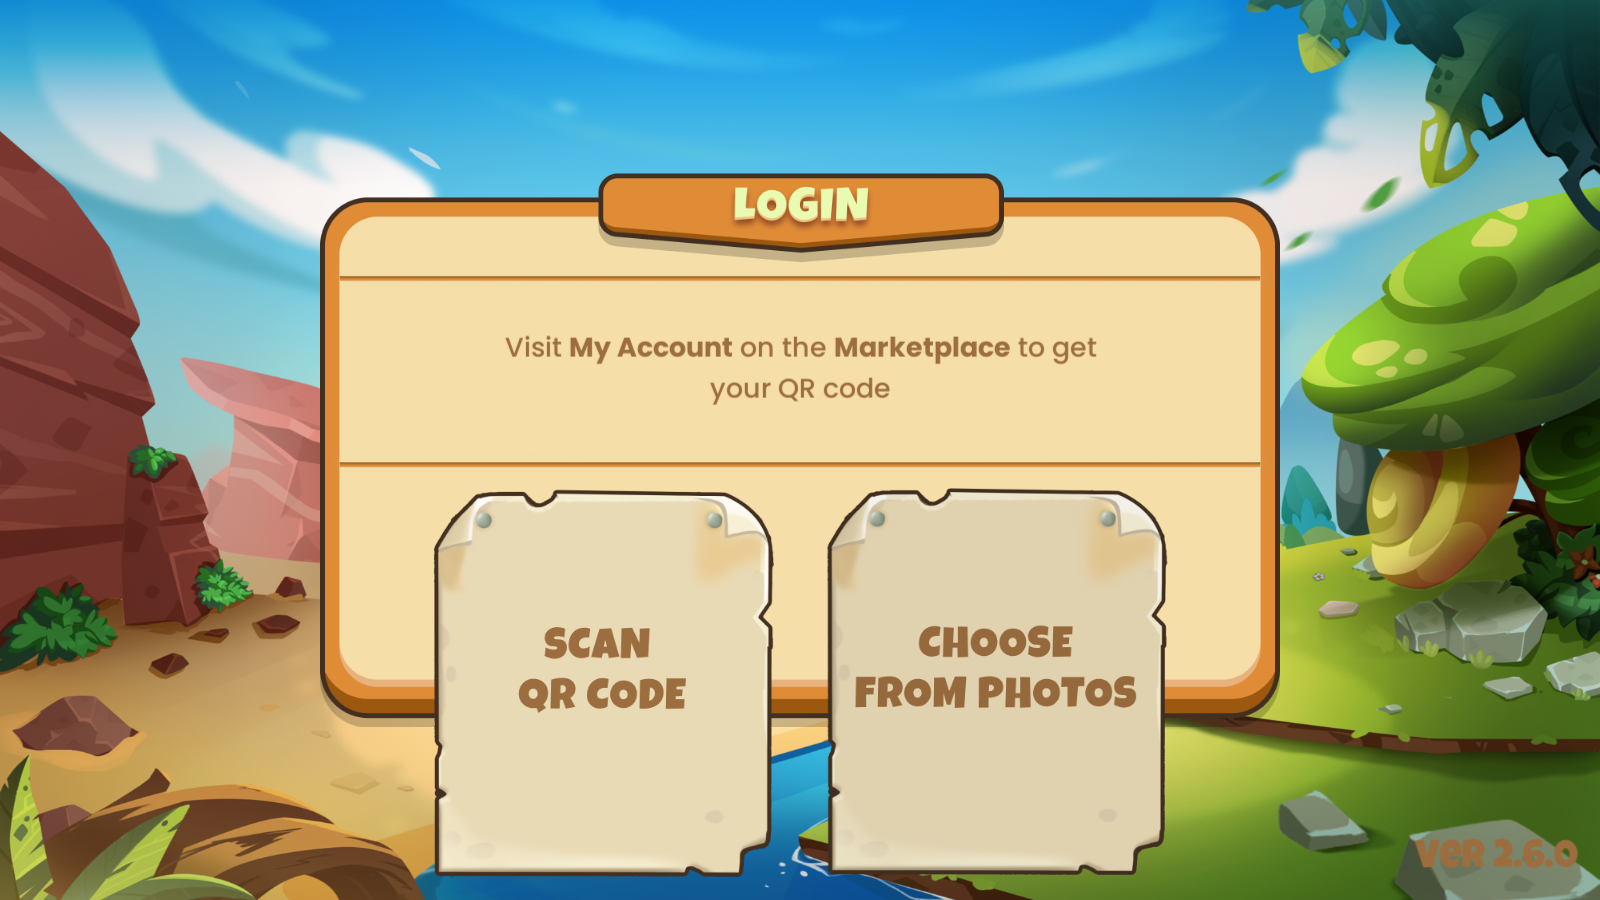 LOGIN
Visit My Account on the Marketplace to get
your QR code
SCAN
QR CODE
CHOOSE
FROM PHOTOS
VER 2.6.0